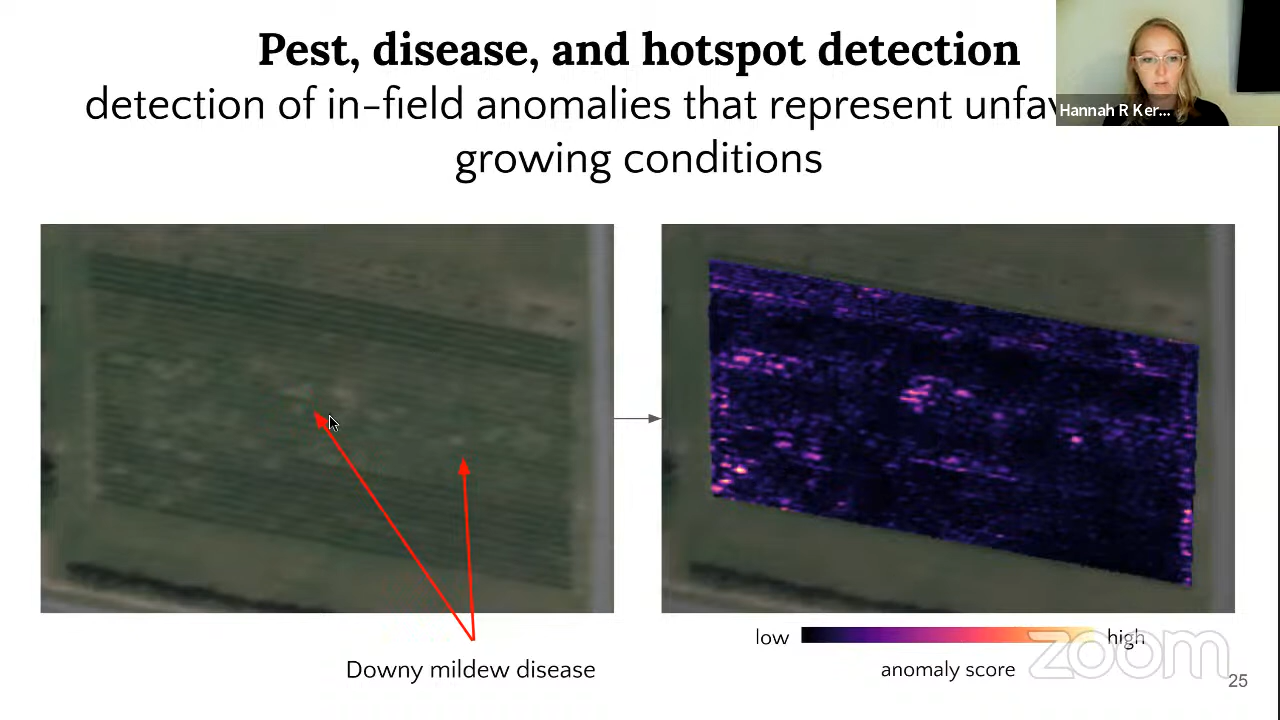 Pest, disease, and hotspot detection
detection of in-field anomalies that represent
growing conditions
Hannah R Ker...
Downy mildew disease
low
high
anomaly score
zoom
25